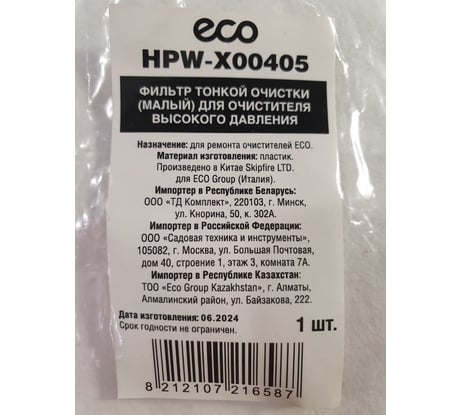 eco
HPW-X00405
ФИЛЬТР ТОНКОЙ ОЧИСТКИ
(МАЛЫЙ) ДЛЯ ОЧИСТИТЕЛЯ
ВЫСОКОГО ДАВЛЕНИЯ
Назначение: для ремонта очистителей ECO.
Материал изготовления: пластик.
Произведено в Китае Skipfire LTD.
для ECO Group (Италия).
Импортер в Республике Беларусь:
ООО «ТД Комплект», 220103, г. Минск,
ул. Кнорина, 50, к. 302А.
Импортер в Российской Федерации:
ООО «Садовая техника и инструменты»,
105082, г. Москва, ул. Большая Почтовая,
дом 40, строение 1, этаж 3, комната 7А.
Импортер в Республике Казахстан:
ТОО «Eco Group Kazakhstan», г. Алматы,
Алмалинский район, ул. Байзакова, 222.
Дата изготовления: 06.2024
Срок годности не ограничен.
1 шт.
8 212107 216587